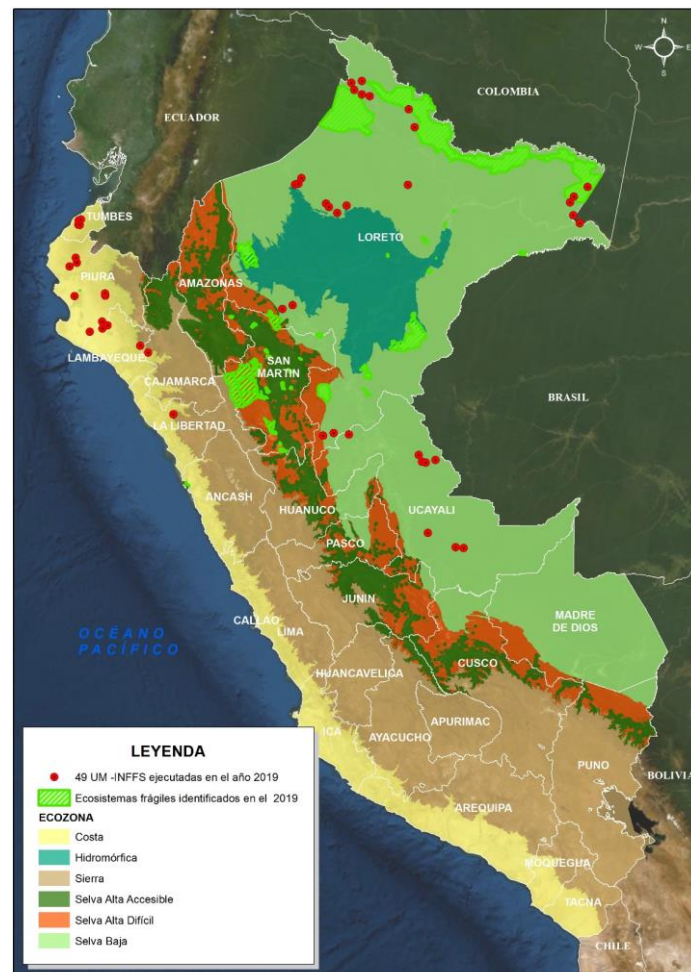 N
W E
S
COLOMBIA
ECUADOR
TUMBES
LORETO
PIURA
AMAZONAS
LAMBAYEQUE
SAN
MARTIN
CAJAMARCA
BRASIL
LA LIBERTAD
ANCASH
HUANUCO
UCAYALI
PASCO
JUNIN
MADRE
DE DIOS
OCÉANO
PACÍFICO
CALLAO
LIMA
CUSCO
HUANCAVELICA
ICA
AYACUCHO
APURIMAC
PUNO
BOLIVIA
AREQUIPA
MOQUEGUA
TACNA
CHILE
LEYENDA
49 UM -INFFS ejecutadas en el año 2019
Ecosistemas frágiles identificados en el 2019
ECOZONA
Costa
Hidromórfica
Sierra
Selva Alta Accesible
Selva Alta Difícil
Selva Baja